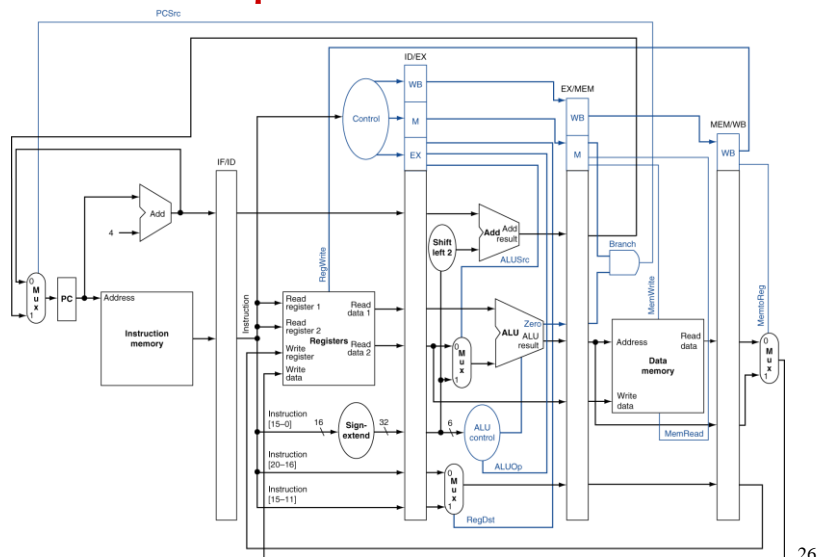 PCSrc
ID/EX
WB
EX/MEM
Control
M
WB
MEM/WB
EX
M
WB
IF/ID
Add
4
Add
Add
result
Shift
left 2
Branch
RegWrite
ALUSrc
MemWrite
MemtoReg
0
M
u
x
1
PC
Address
Instruction
memory
Instruction
Read
register 1
Read
register 2
Write
register
Write
data
Registers
Read
data 1
Read
data 2
0
M
u
x
1
Zero
ALU
ALU
result
Address
Read
data
Data
memory
Write
data
0
M
u
x
1
MemRead
Instruction
[15–0]
16
Sign-
extend
32
6
ALU
control
ALUOp
Instruction
[20–16]
Instruction
[15–11]
0
M
u
x
1
RegDst
26